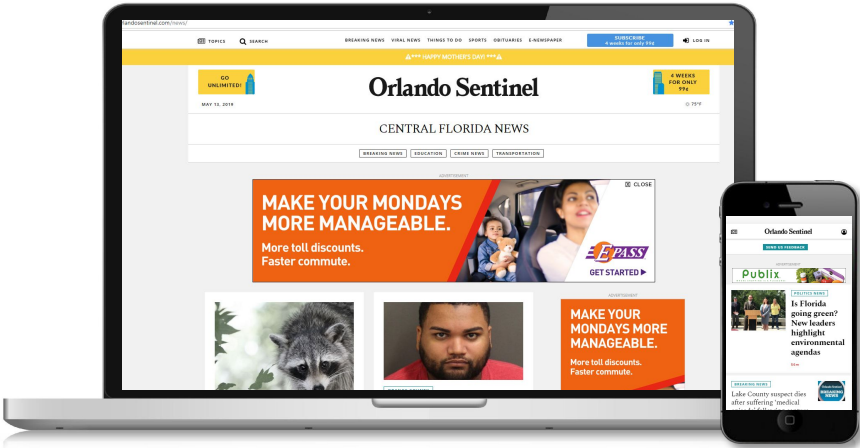 landosentinel.com/news/
TOPICS
SEARCH
BREAKING NEWS VIRAL NEWS THINGS TO DO SPORTS OBITUARIES E-NEWSPAPER
SUBSCRIBE
4 weeks for only 99¢
LOG IN
*** HAPPY MOTHER'S DAY! ***
GO
UNLIMITED!
Orlando Sentinel
4 WEEKS
FOR ONLY
99¢
MAY 13, 2019
75°F
CENTRAL FLORIDA NEWS
BREAKING NEWS EDUCATION CRIME NEWS TRANSPORTATION
ADVERTISEMENT
X CLOSE
MAKE YOUR MONDAYS
MORE MANAGEABLE.
More toll discounts.
Faster commute.
E PASS
GET STARTED
ADVERTISEMENT
MAKE YOUR
MONDAYS MORE
MANAGEABLE.
More toll discounts.
Faster commute.
Orlando Sentinel
SEND US FEEDBACK
ADVERTISEMENT
Publix
POLITICS NEWS
Is Florida
going green?
New leaders
highlight
environmental
agendas
BREAKING NEWS
Lake County suspect dies
after suffering 'medical
Orlando Sentinel
BREAKING
NEWS